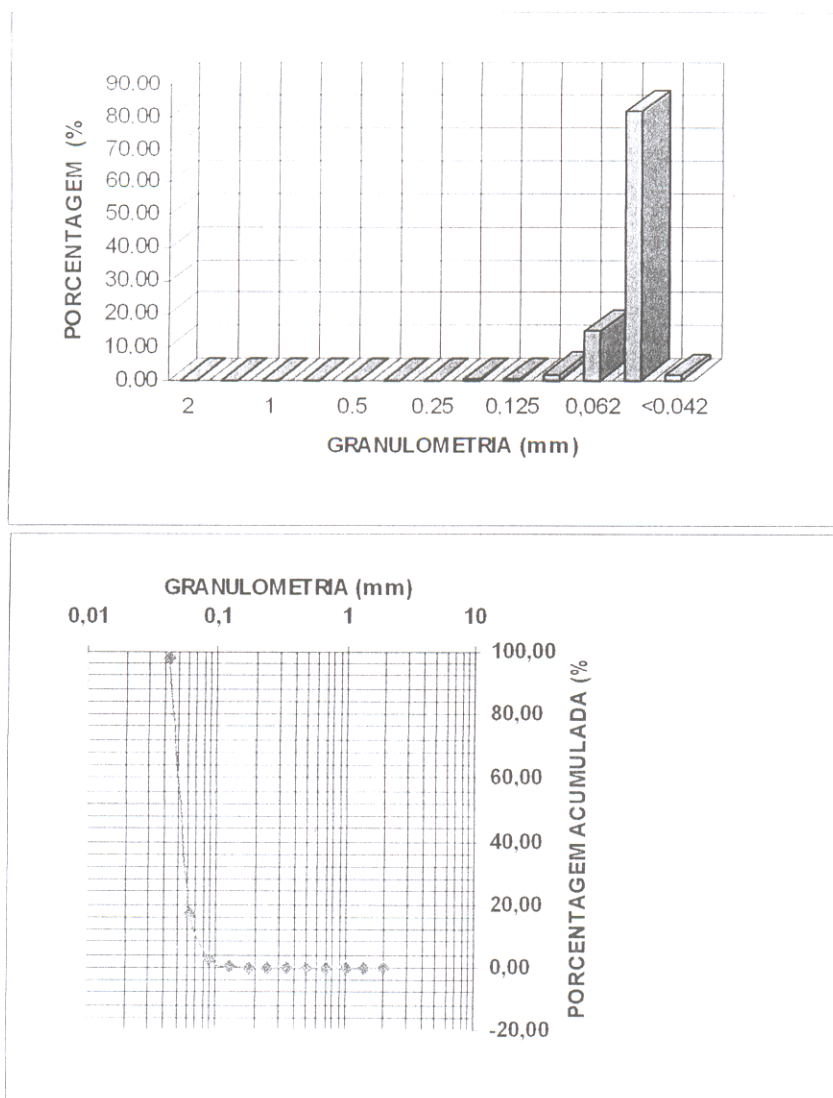 PORCENTAGEM (%
90.00
80.00
70.00
60.00
50.00
40.00
30.00
20.00
10.00
0,00
2 1 0.5 0.25 0,125 0,062 <0,042
GRANULOMETRIA (mm)
GRANULOMETRIA (mm)
0,01 0,1 1 10
100,00
80,00
60,00
40,00
20,00
0,00
-20,00
PORCENTAGEM ACUMULADA (%